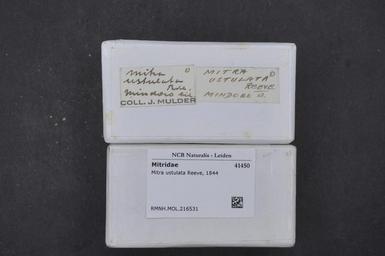 Mitra
ustulata
Rve.
Mindoro
COLL. J. MULDER
MITRA
USTULATA
REEVE
MINDORO
NCB Naturalis - Leiden
Mitridae 41450
Mitra ustulata Reeve, 1844
RMNH.MOL.216531